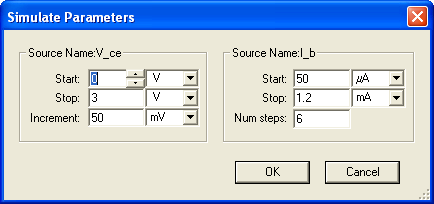 Simulate Parameters
Source Name:V_ce
Start: 0 V
Stop: 3 V
Increment: 50 mV
Source Name:I_b
Start: 50 µA
Stop: 1.2 mA
Num steps: 6
OK Cancel